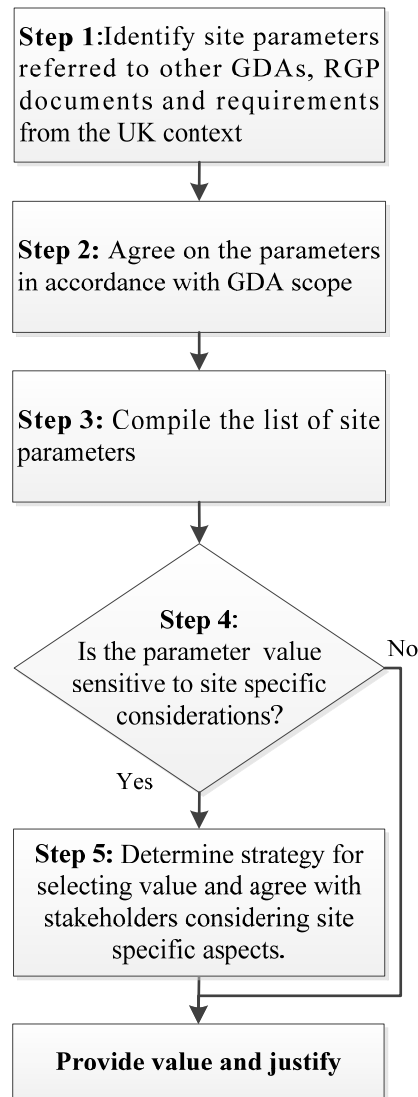 Step 1:Identify site parameters
referred to other GDAs, RGP
documents and requirements
from the UK context
Step 2: Agree on the parameters
in accordance with GDA scope
Step 3: Compile the list of site
parameters
Step 4:
Is the parameter value
sensitive to site specific
considerations?
No
Yes
Step 5: Determine strategy for
selecting value and agree with
stakeholders considering site
specific aspects.
Provide value and justify